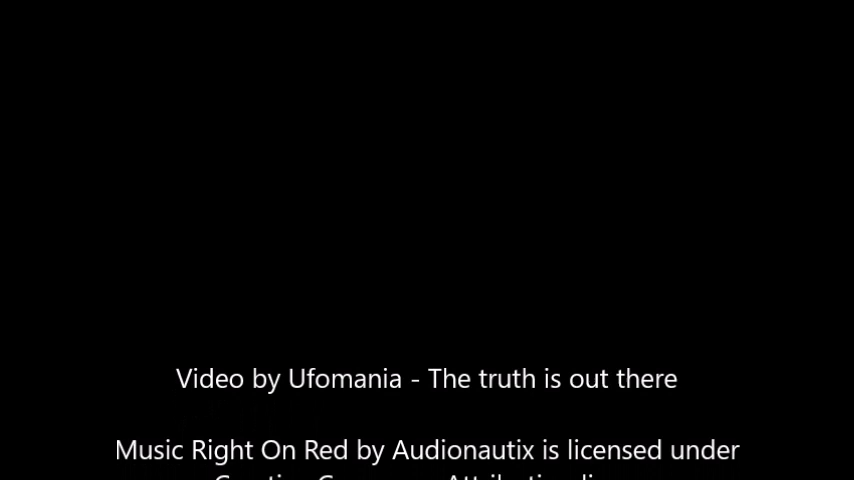 Video by Ufomania - The truth is out there
Music Right On Red by Audionautix is licensed under